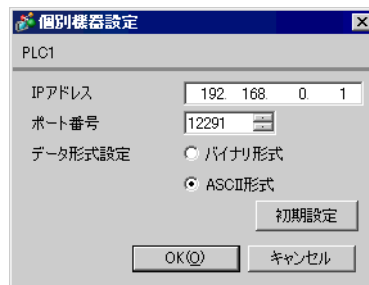 個別機器設定
PLC1
IPアドレス 192. 168. 0. 1
ポート番号 12291
データ形式設定 バイナリ形式
ASCII形式
初期設定
OK(O) キャンセル